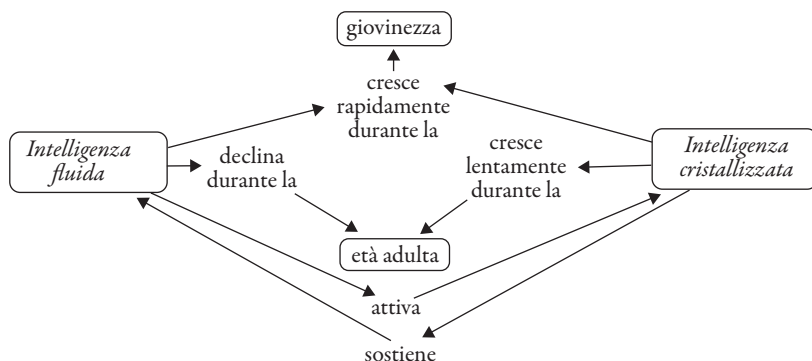 giovinezza
cresce
rapidamente
durante la
Intelligenza
fluida
declina
durante la
cresce
lentamente
durante la
Intelligenza
cristallizzata
età adulta
attiva
sostiene